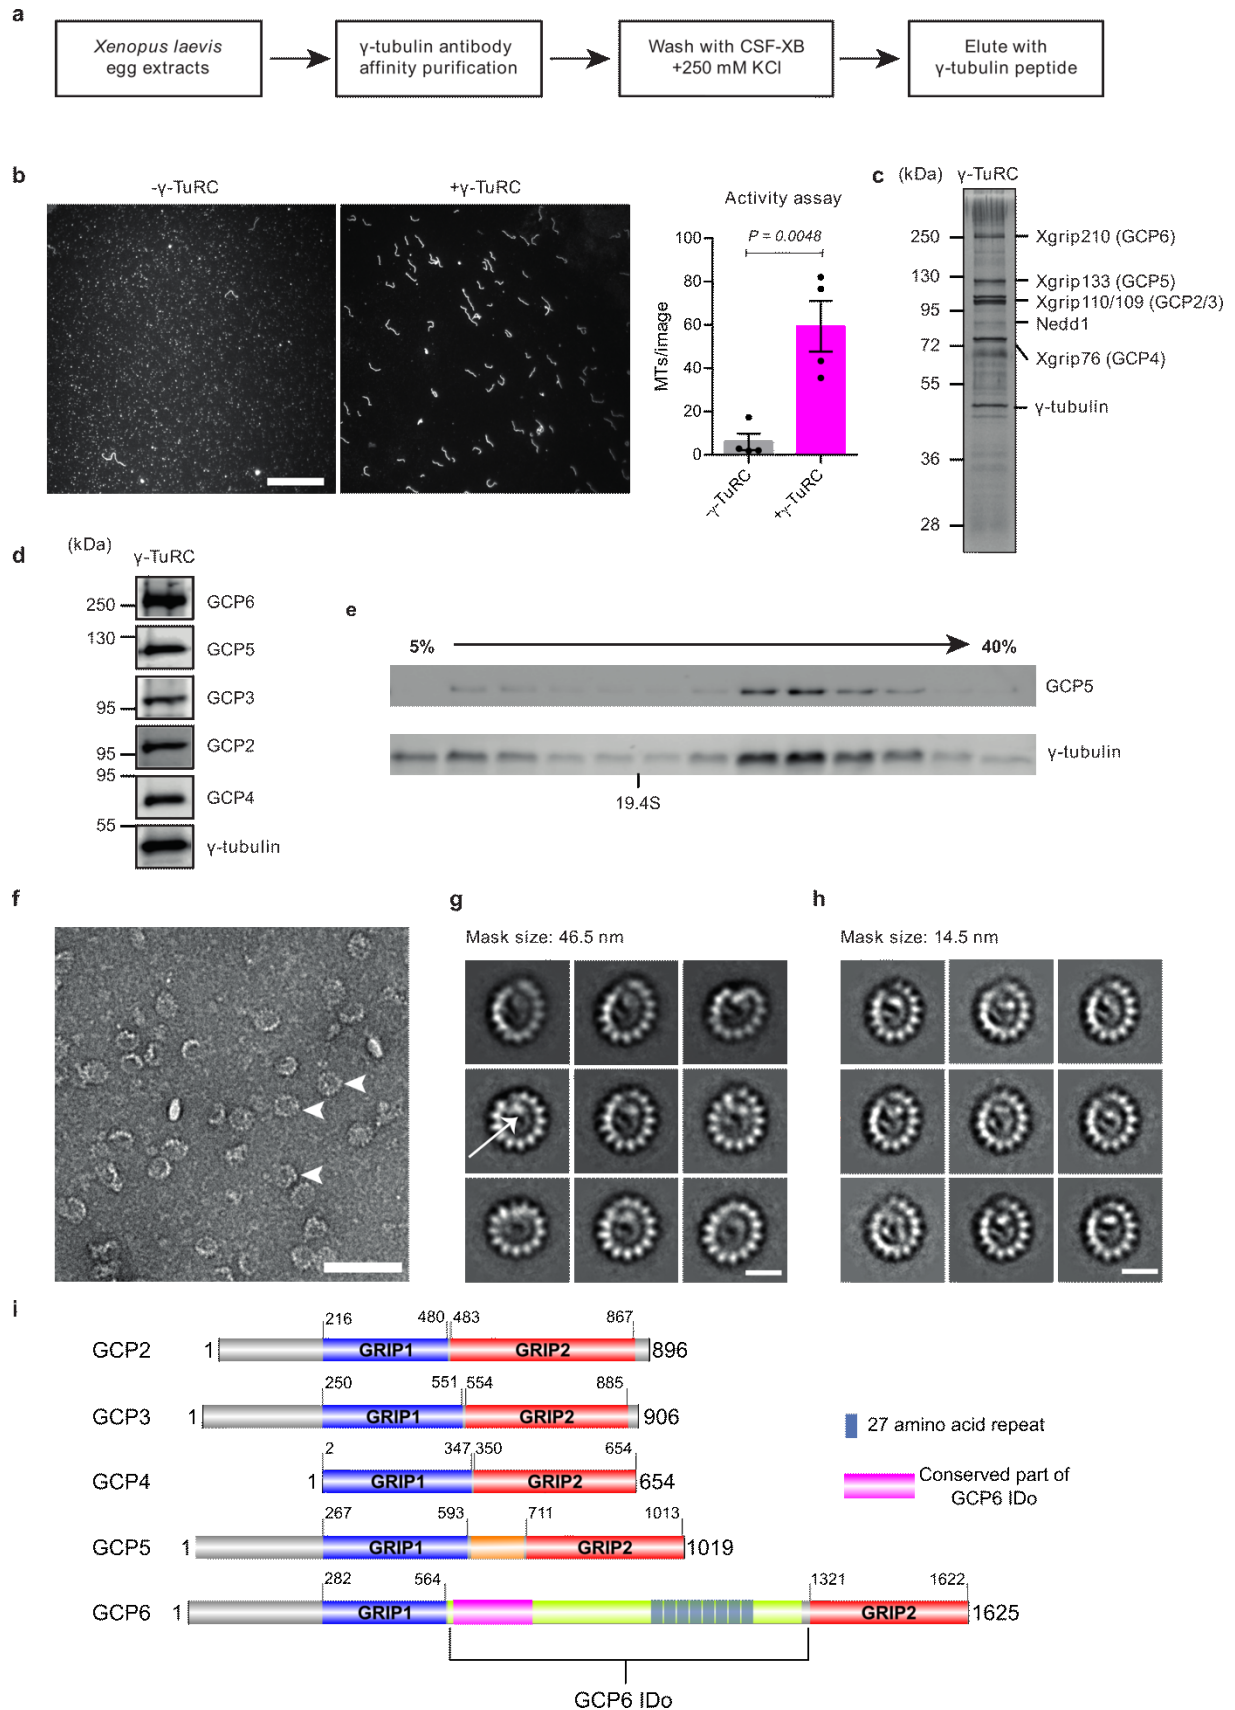 a
Xenopus laevis
egg extracts
γ-tubulin antibody
affinity purification
Wash with CSF-XB
+250 mM KCl
Elute with
γ-tubulin peptide
b
-γ-TuRC
+γ-TuRC
Activity assay
P = 0.0048
100
80
60
40
20
0
MTs/image
-γ-TuRC
+γ-TuRC
c
(kDa)
γ-TuRC
250
130
95
72
55
36
28
Xgrip210 (GCP6)
Xgrip133 (GCP5)
Xgrip110/109 (GCP2/3)
Nedd1
Xgrip76 (GCP4)
γ-tubulin
d
(kDa)
γ-TuRC
250
GCP6
130
GCP5
95
GCP3
95
GCP2
95
GCP4
55
γ-tubulin
e
5%
40%
GCP5
γ-tubulin
19.4S
f
g
Mask size: 46.5 nm
h
Mask size: 14.5 nm
i
GCP2
1
216
480
483
867
GRIP1
GRIP2
896
GCP3
1
250
551
554
885
GRIP1
GRIP2
906
GCP4
1
2
347
350
654
GRIP1
GRIP2
654
GCP5
1
267
593
711
1013
GRIP1
GRIP2
1019
GCP6
1
282
564
1321
1622
GRIP1
GRIP2
1625
GCP6 IDo
27 amino acid repeat
Conserved part of
GCP6 IDo